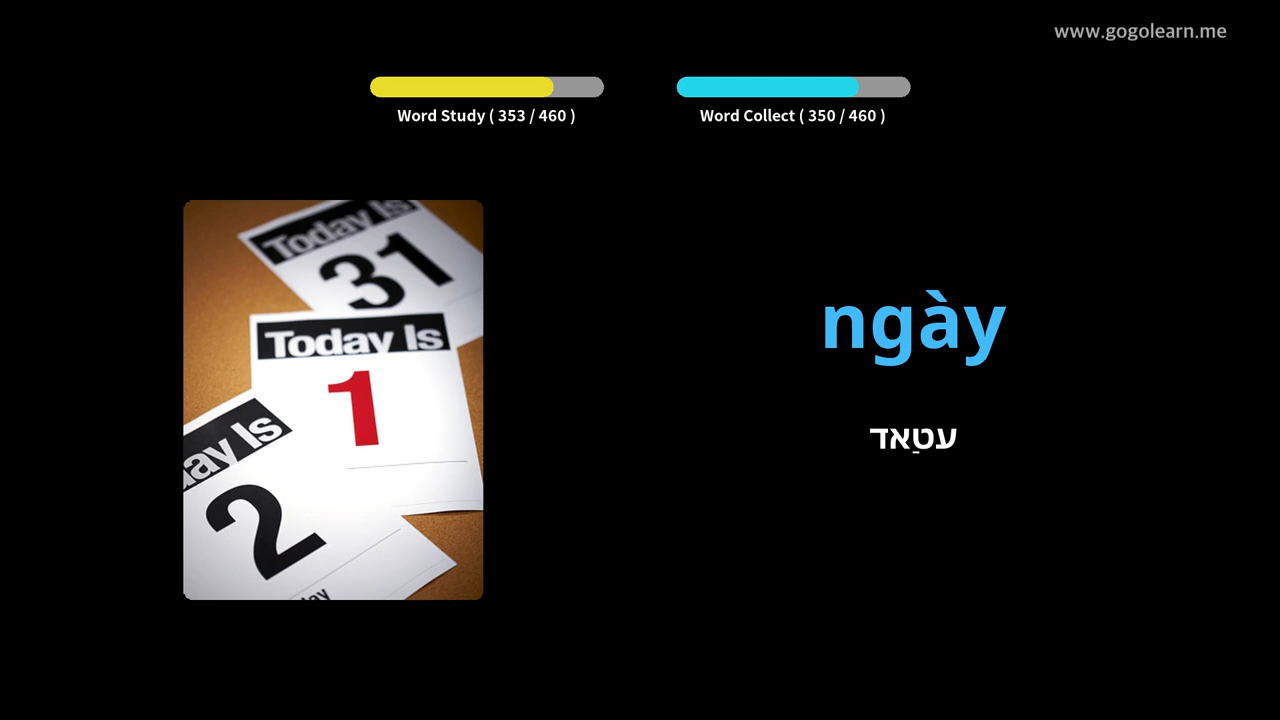 www.gogolearn.me
Word Study ( 353 / 460 )
Word Collect ( 350 / 460 )
Today Is
31
Today Is
1
ay Is
2
day
ngày
עטַאד